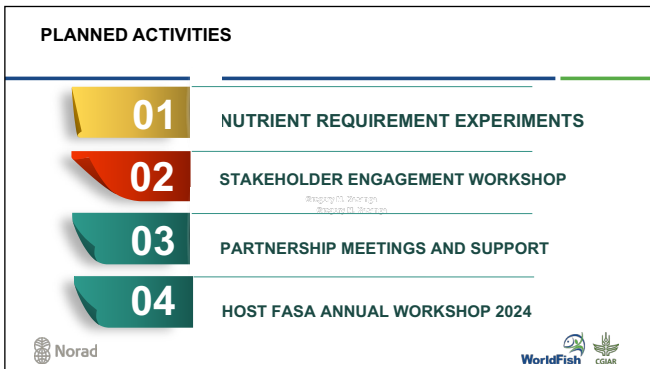 PLANNED ACTIVITIES
01
NUTRIENT REQUIREMENT EXPERIMENTS
02
STAKEHOLDER ENGAGEMENT WORKSHOP
03
PARTNERSHIP MEETINGS AND SUPPORT
04
HOST FASA ANNUAL WORKSHOP 2024
Norad
WorldFish
CGIAR